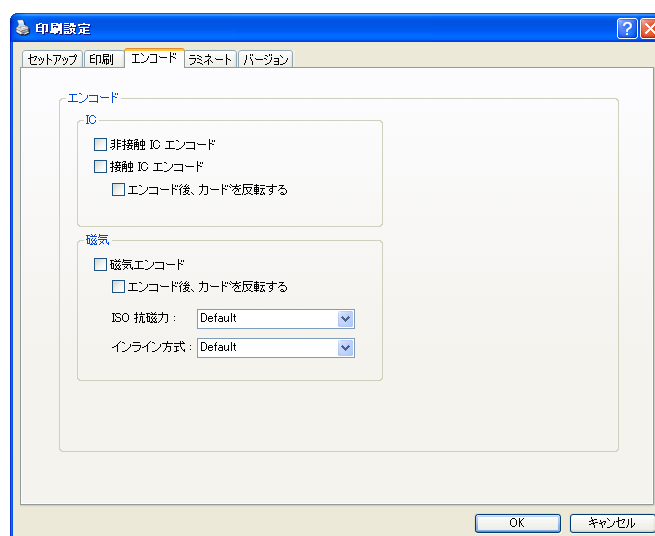 印刷設定
セットアップ 印刷 エンコード ラミネート バージョン
エンコード
IC
非接触 IC エンコード
接触 IC エンコード
エンコード後、カードを反転する
磁気
磁気エンコード
エンコード後、カードを反転する
ISO 抗磁力 : Default
インライン方式 : Default
OK キャンセル